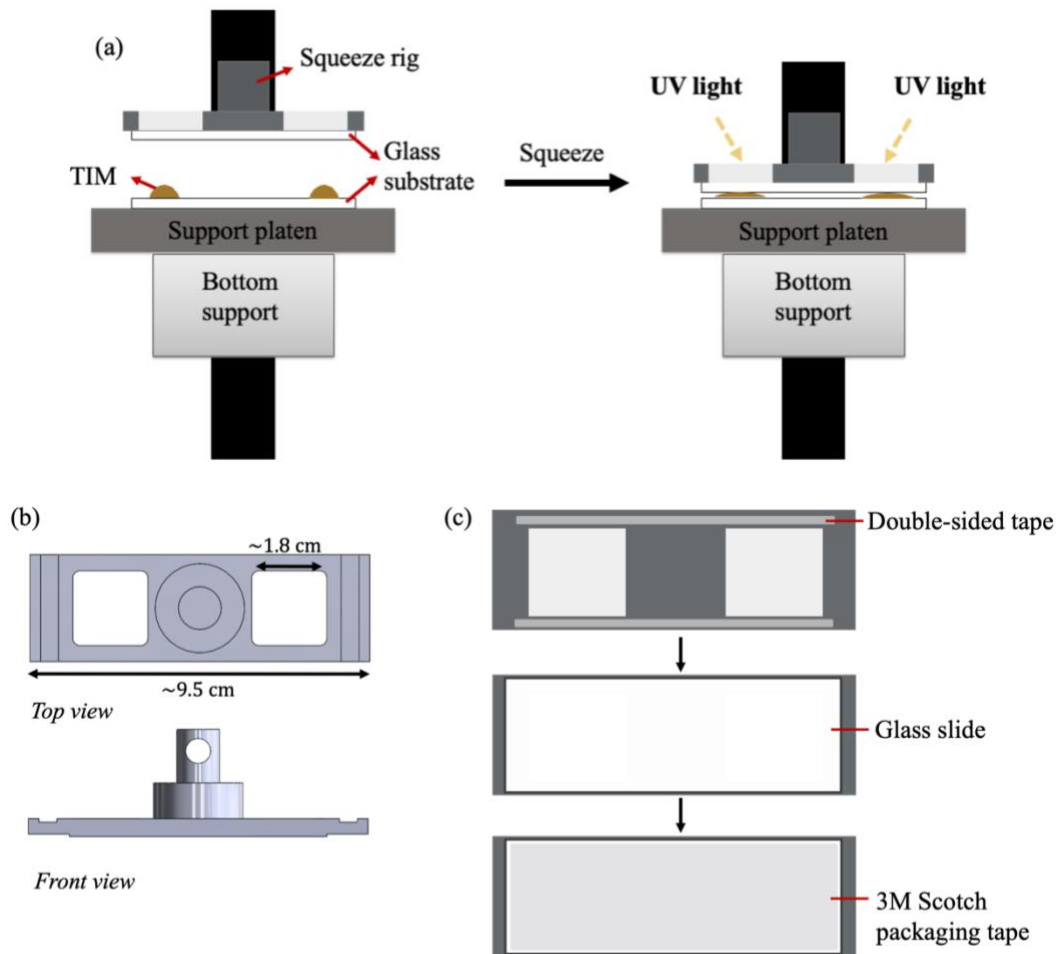 (a)
Squeeze rig
UV light
UV light
TIM
Glass
substrate
Squeeze
Support platen
Support platen
Bottom
support
Bottom
support
(b)
~1.8 cm
~9.5 cm
Top view
Front view
(c)
Double-sided tape
Glass slide
3M Scotch
packaging tape